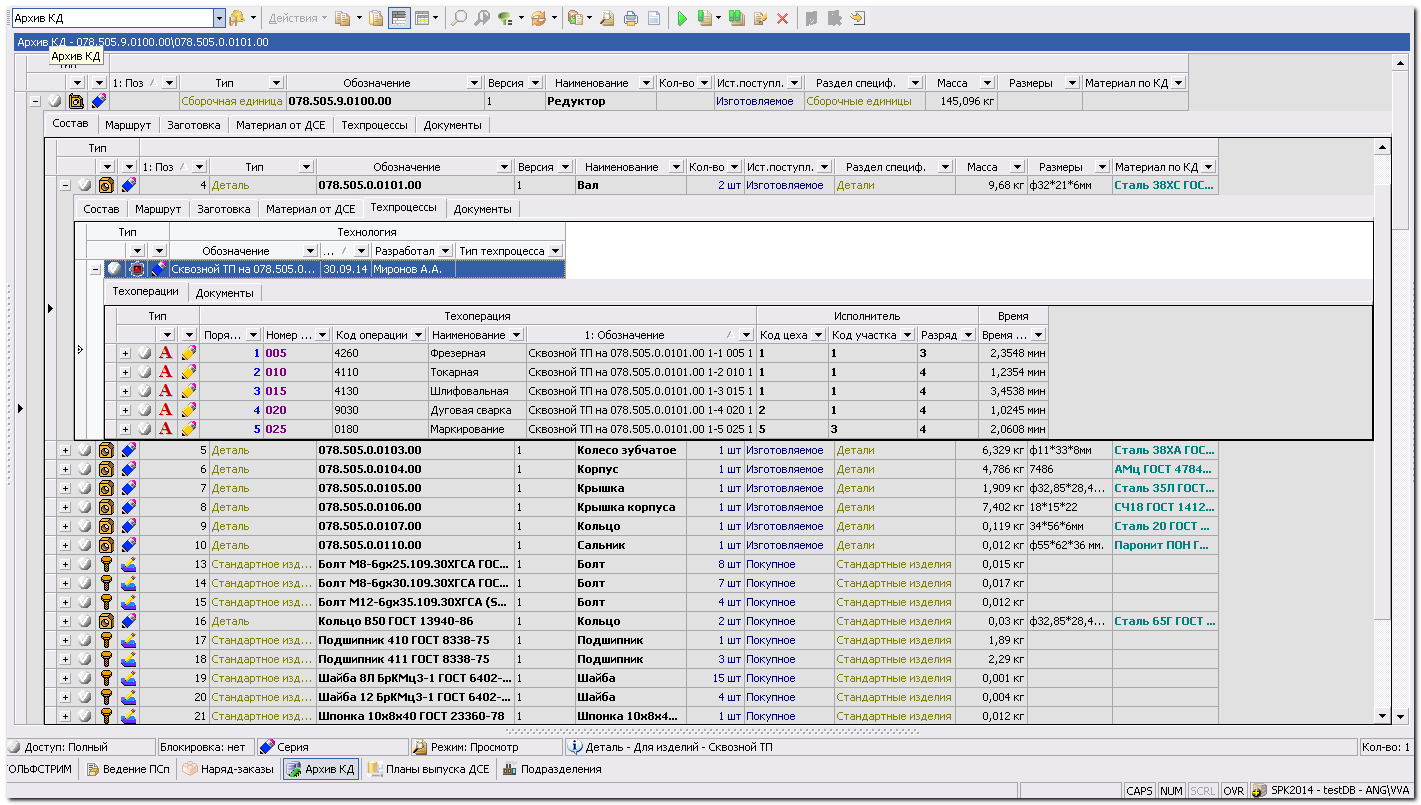 Архив КД
Действия
Архив КД - 078.505.9.0100.00\078.505.0.0101.00
Архив КД
Тип
1: Поз Тип Обозначение Версия Наименование Кол-во Ист.поступл. Раздел специф. Масса Размеры Материал по КД
Сборочная единица 078.505.9.0100.00 1 Редуктор Изготовляемое Сборочные единицы 145,096 кг
Состав Маршрут Заготовка Материал от ДСЕ Техпроцессы Документы
Тип
1: Поз Тип Обозначение Версия Наименование Кол-во Ист.поступл. Раздел специф. Масса Размеры Материал по КД
4 Деталь 078.505.0.0101.00 1 Вал 2 шт Изготовляемое Детали 9,68 кг ф32*21*6мм Сталь 38ХС ГОС...
Состав Маршрут Заготовка Материал от ДСЕ Техпроцессы Документы
Тип Технология
Обозначение ... Разработал Тип техпроцесса
Сквозной ТП на 078.505.0... 30.09.14 Миронов А.А.
Техоперации Документы
Тип Техоперация Исполнитель Время
Поря... Номер ... Код операции Наименование 1: Обозначение Код цеха Код участка Разряд Время ...
1 005 4260 Фрезерная Сквозной ТП на 078.505.0.0101.00 1-1 005 1 1 1 3 2,3548 мин
2 010 4110 Токарная Сквозной ТП на 078.505.0.0101.00 1-2 010 1 1 1 4 1,2354 мин
3 015 4130 Шлифовальная Сквозной ТП на 078.505.0.0101.00 1-3 015 1 1 1 4 3,4538 мин
4 020 9030 Дуговая сварка Сквозной ТП на 078.505.0.0101.00 1-4 020 1 2 1 4 1,0245 мин
5 025 0180 Маркирование Сквозной ТП на 078.505.0.0101.00 1-5 025 1 5 3 4 2,0608 мин
5 Деталь 078.505.0.0103.00 1 Колесо зубчатое 1 шт Изготовляемое Детали 6,329 кг ф11*33*8мм Сталь 38ХА ГОС...
6 Деталь 078.505.0.0104.00 1 Корпус 1 шт Изготовляемое Детали 4,786 кг 7486 АМц ГОСТ 4784...
7 Деталь 078.505.0.0105.00 1 Крышка 1 шт Изготовляемое Детали 1,909 кг ф32,85*28,4... Сталь 35Л ГОСТ...
8 Деталь 078.505.0.0106.00 1 Крышка корпуса 1 шт Изготовляемое Детали 7,402 кг 18*15*22 СЧ18 ГОСТ 1412...
9 Деталь 078.505.0.0107.00 1 Кольцо 1 шт Изготовляемое Детали 0,119 кг 34*56*6мм Сталь 20 ГОСТ ...
10 Деталь 078.505.0.0110.00 1 Сальник 1 шт Изготовляемое Детали 0,012 кг ф55*62*36 мм. Паронит ПОН Г...
13 Стандартное изд... Болт М8-6gх25.109.30ХГСА ГОС... 1 Болт 8 шт Покупное Стандартные изделия 0,015 кг
14 Стандартное изд... Болт М8-6gх30.109.30ХГСА ГОС... 1 Болт 7 шт Покупное Стандартные изделия 0,017 кг
15 Стандартное изд... Болт М12-6gх35.109.30ХГСА (S... 1 Болт 4 шт Покупное Стандартные изделия 0,012 кг
16 Деталь Кольцо В50 ГОСТ 13940-86 1 Кольцо 2 шт Покупное Стандартные изделия 0,03 кг ф32,85*28,4... Сталь 65Г ГОСТ ...
17 Стандартное изд... Подшипник 410 ГОСТ 8338-75 1 Подшипник 1 шт Покупное Стандартные изделия 1,89 кг
18 Стандартное изд... Подшипник 411 ГОСТ 8338-75 1 Подшипник 3 шт Покупное Стандартные изделия 2,29 кг
19 Стандартное изд... Шайба 8Л БрКМц3-1 ГОСТ 6402-... 1 Шайба 15 шт Покупное Стандартные изделия 0,001 кг
20 Стандартное изд... Шайба 12 БрКМц3-1 ГОСТ 6402-... 1 Шайба 4 шт Покупное Стандартные изделия 0,004 кг
21 Стандартное изд... Шпонка 10х8х40 ГОСТ 23360-78 1 Шпонка 10х8х4... 1 шт Покупное Стандартные изделия 0,012 кг
Доступ: Полный Блокировка: нет Серия Режим: Просмотр Деталь - Для изделий - Сквозной ТП Кол-во: 1
ОЛЬФСТРИМ Ведение ПСп Наряд-заказы Архив КД Планы выпуска ДСЕ Подразделения
CAPS NUM SCRL OVR SPK2014 - testDB - ANG\VVA